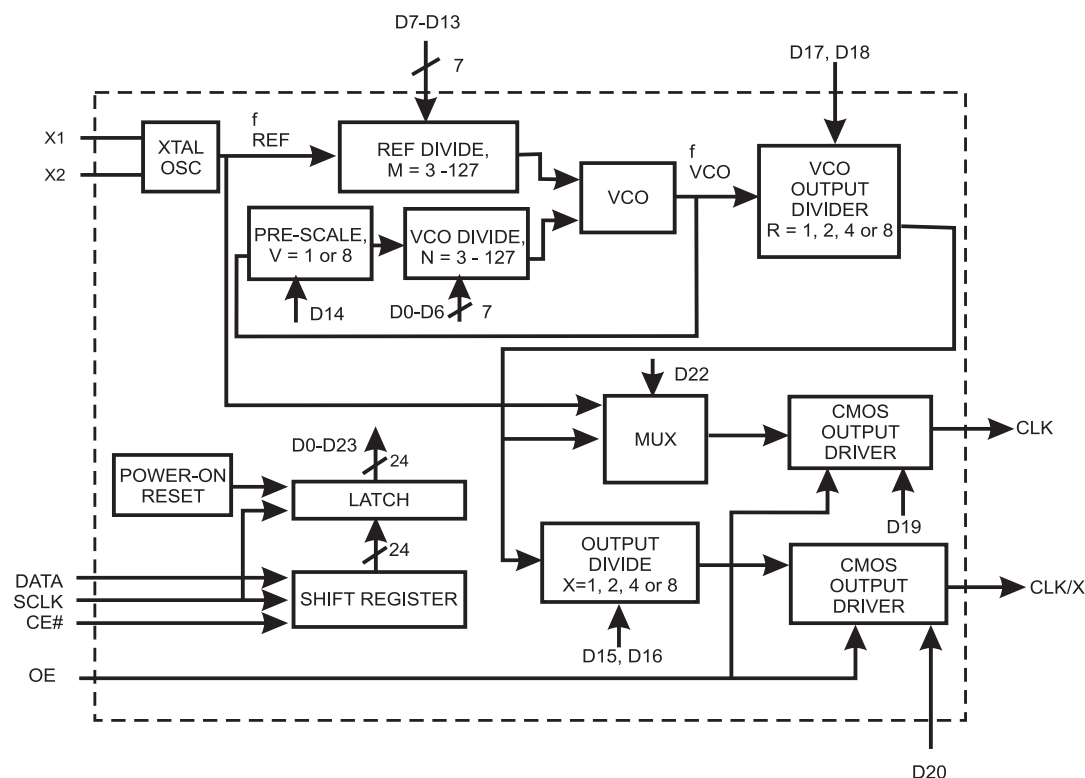 D7-D13
7
D17, D18
X1
X2
XTAL
OSC
f
REF
REF DIVIDE,
M = 3 -127
VCO
f
VCO
VCO
OUTPUT
DIVIDER
R = 1, 2, 4 or 8
PRE-SCALE,
V = 1 or 8
VCO DIVIDE,
N = 3 - 127
D14
D0-D6
7
D22
MUX
CMOS
OUTPUT
DRIVER
CLK
D19
D0-D23
24
POWER-ON
RESET
LATCH
24
DATA
SCLK
CE#
SHIFT REGISTER
OUTPUT
DIVIDE
X=1, 2, 4 or 8
CMOS
OUTPUT
DRIVER
CLK/X
D15, D16
OE
D20